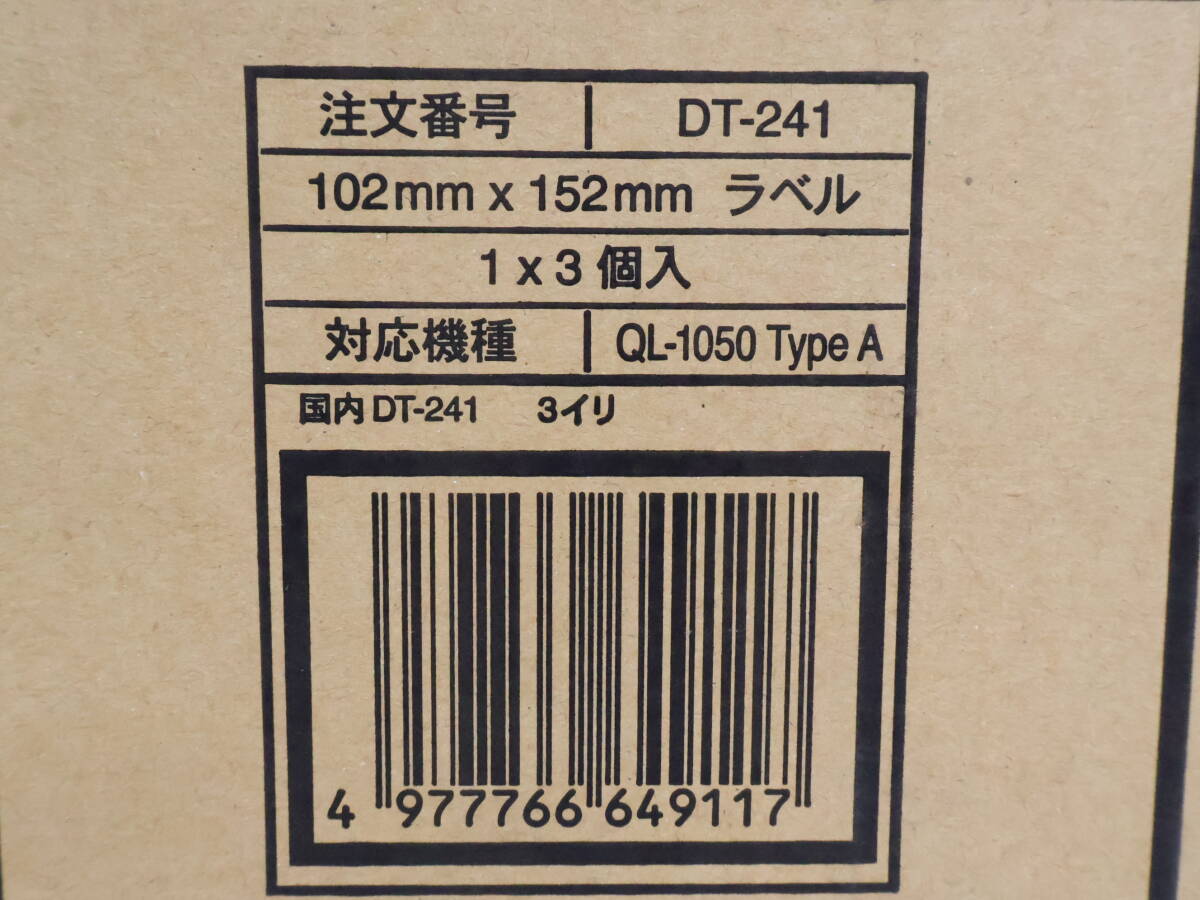 注文番号 DT-241
102mm x 152mm ラベル
1 x 3 個入
対応機種 QL-1050 Type A
国内 DT-241 3イリ
4 977766 649117